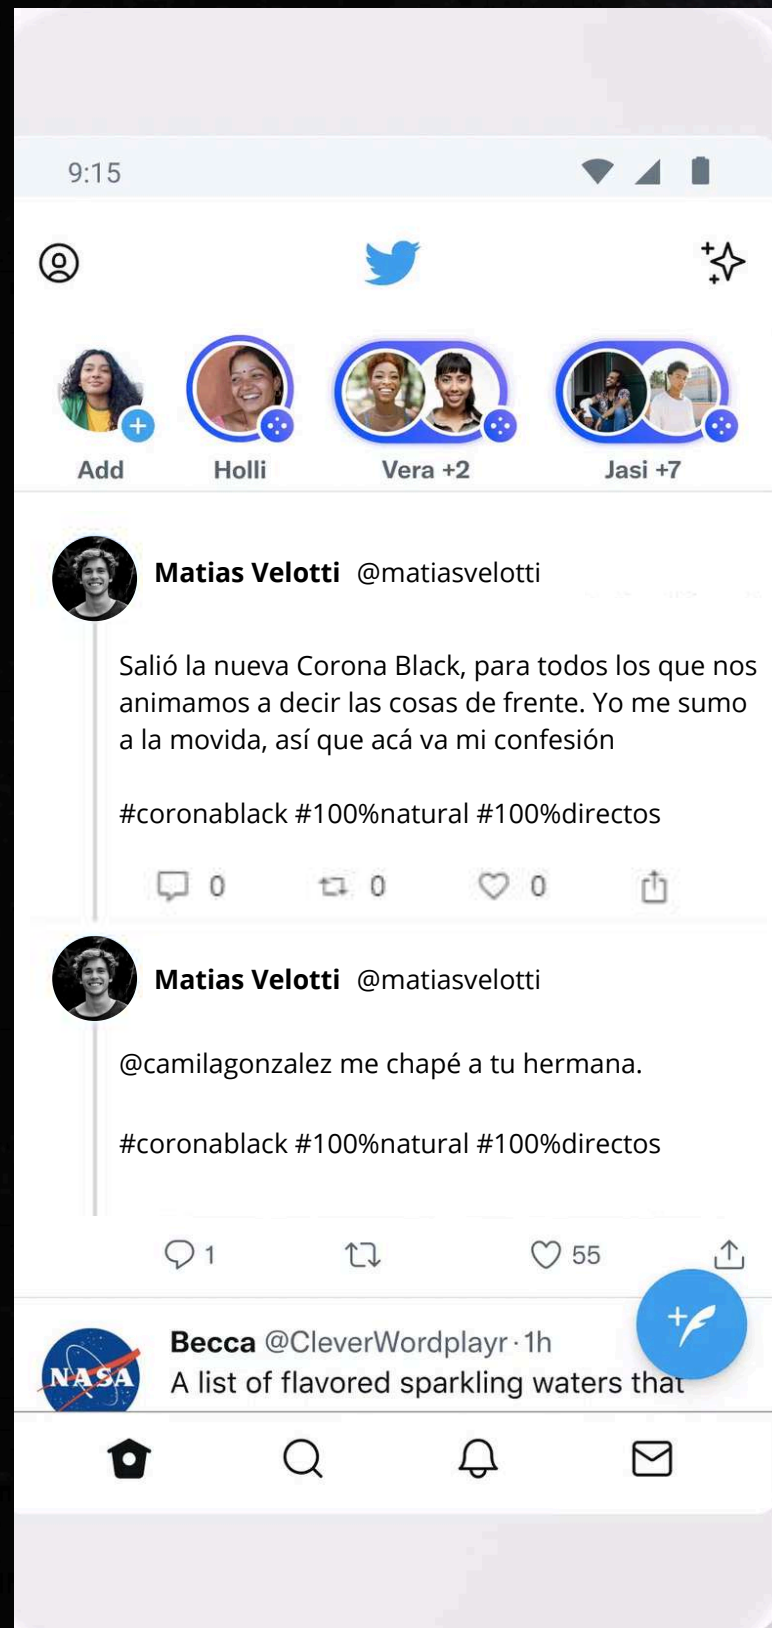 9:15
Add
Holli
Vera +2
Jasi +7
Matias Velotti @matiasvelotti
Salió la nueva Corona Black, para todos los que nos
animamos a decir las cosas de frente. Yo me sumo
a la movida, así que acá va mi confesión
#coronablack #100%natural #100%directos
0 0 0
Matias Velotti @matiasvelotti
@camilagonzalez me chapé a tu hermana.
#coronablack #100%natural #100%directos
1 55
Becca @CleverWordplayr · 1h
NASA
A list of flavored sparkling waters that